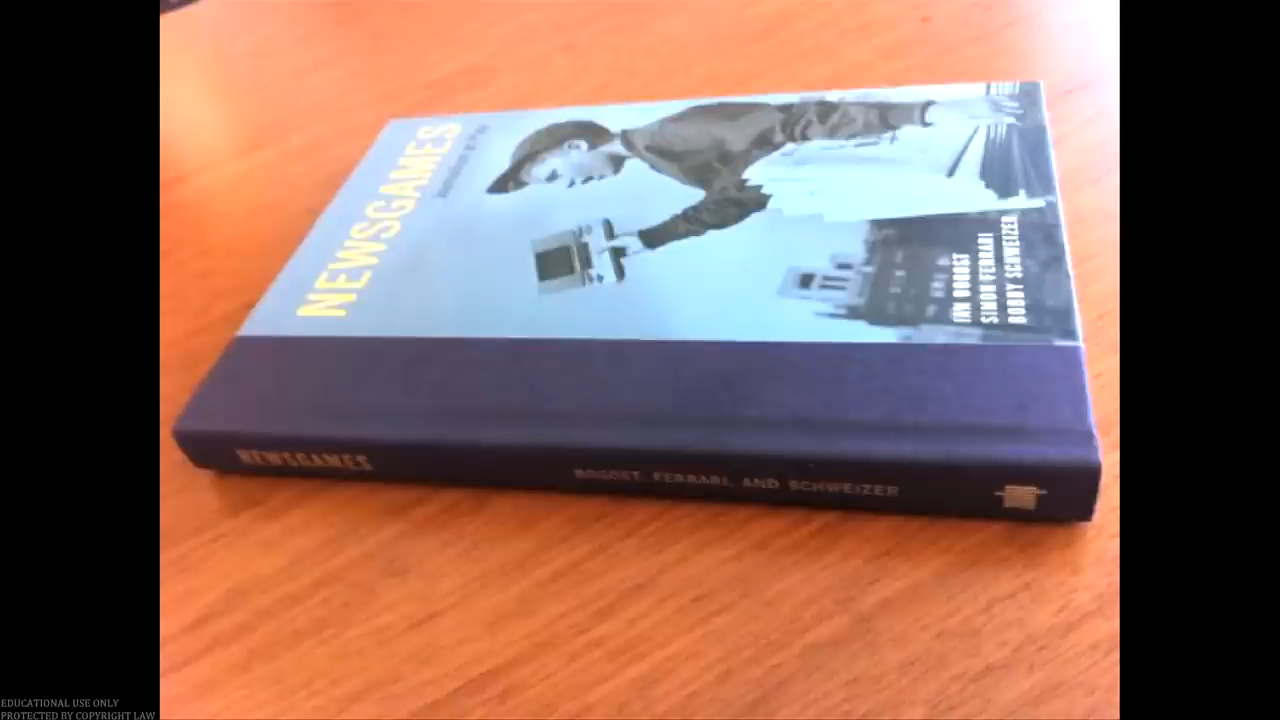 NEWSGAMES
IAN BOGOST
SIMON FERRARI
BOBBY SCHWEIZER
NEWSGAMES
BOGOST, FERRARI, AND SCHWEIZER
EDUCATIONAL USE ONLY
PROTECTED BY COPYRIGHT LAW